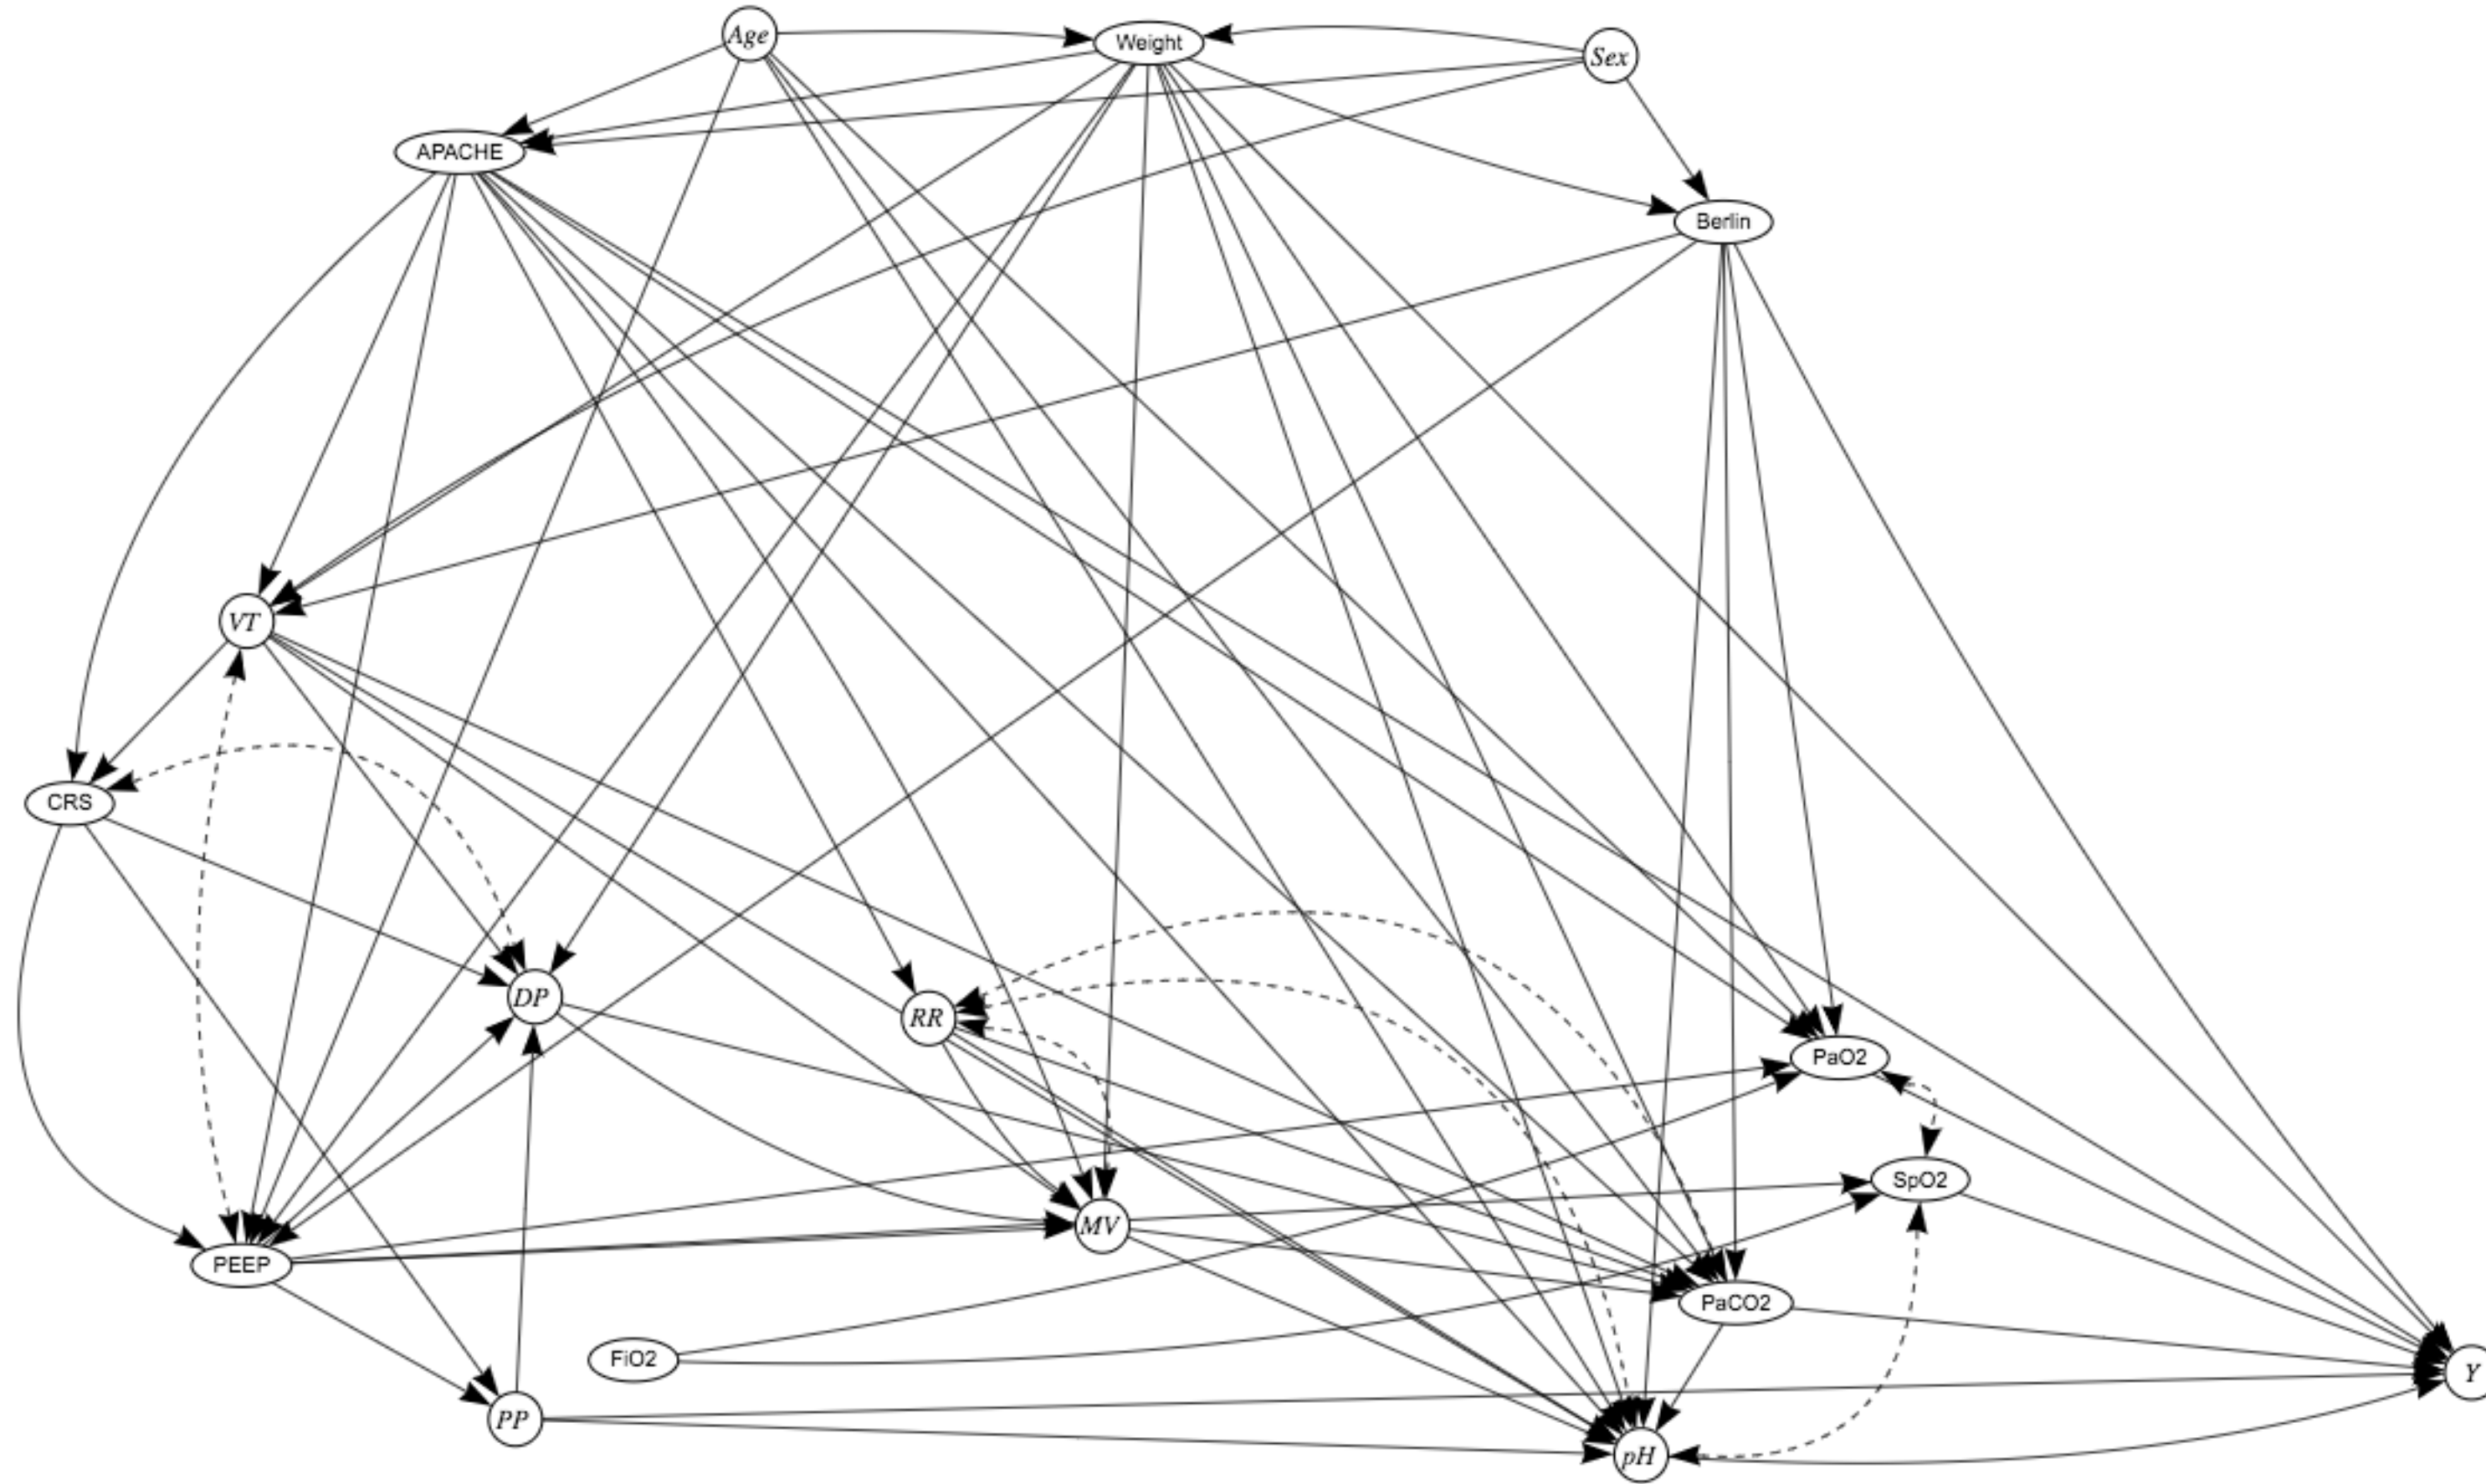 Age
Weight
Sex
APACHE
Berlin
VT
CRS
DP
RR
PaO2
SpO2
MV
PEEP
PaCO2
FiO2
Y
PP
pH